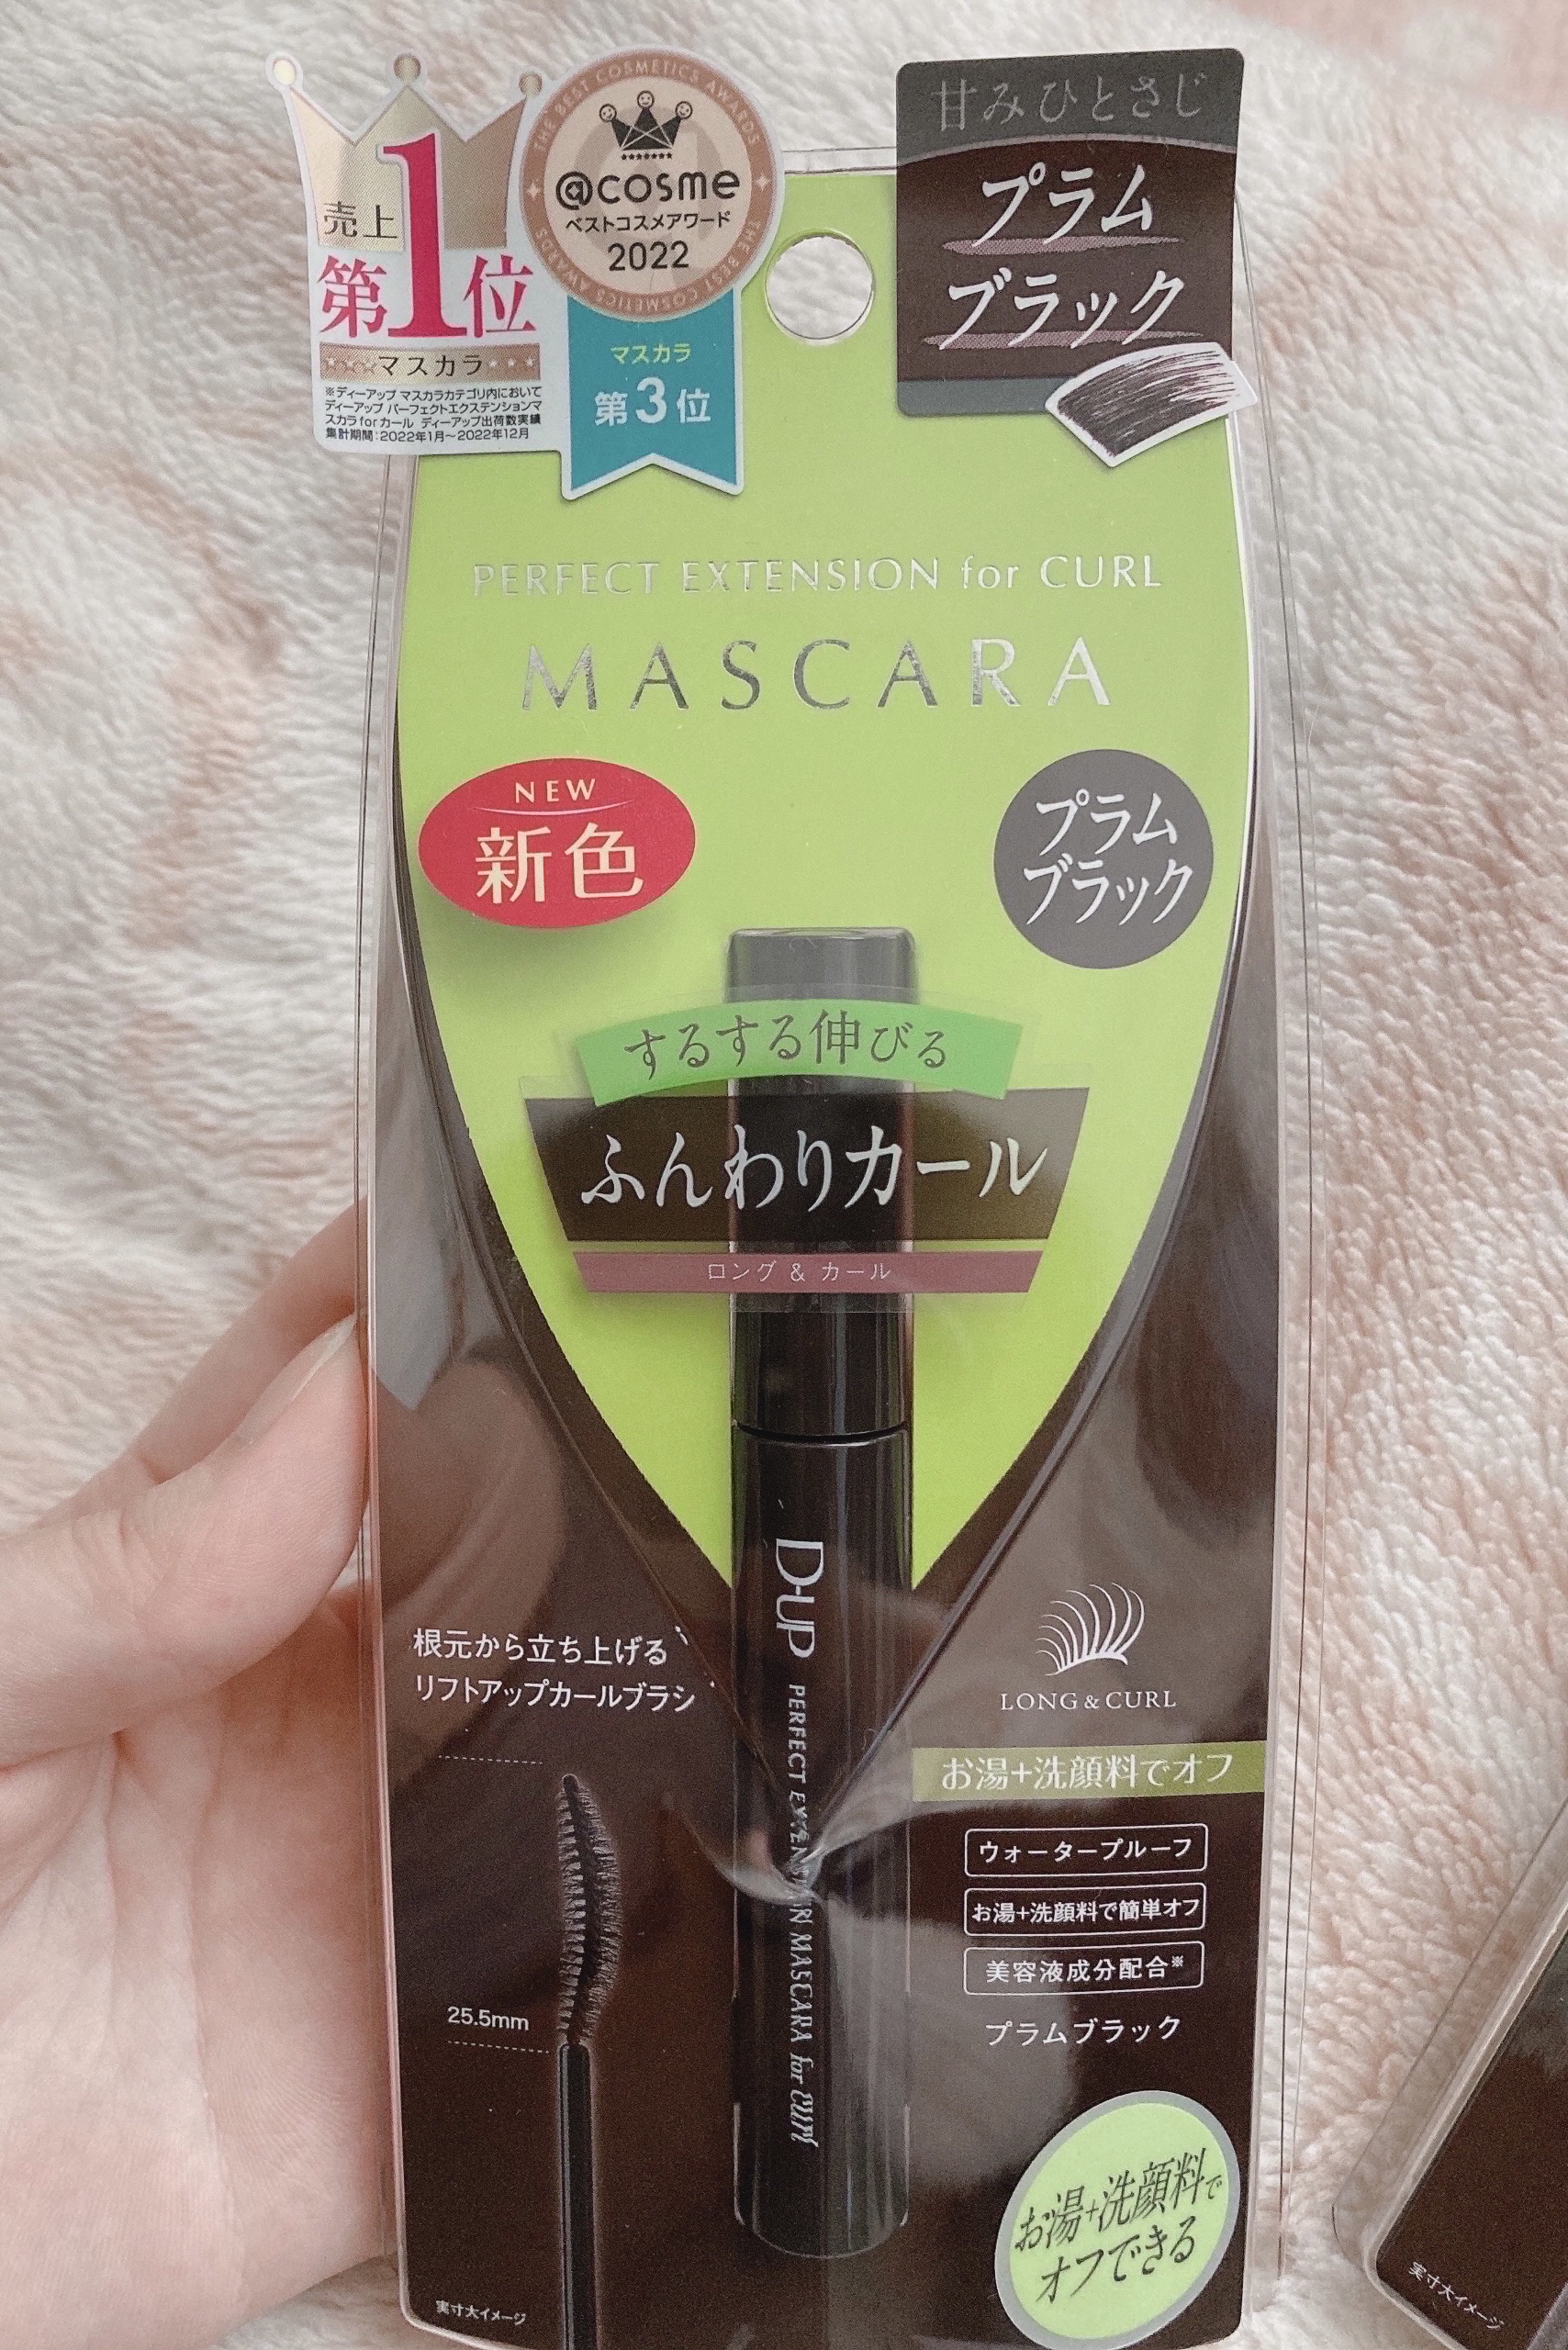 売上
第1位
マスカラ
※ディーアップ マスカラカテゴリ内において
ディーアップ パーフェクトエクステンションマ
スカラ for カール ディーアップ出荷数実績
集計期間：2022年1月～2022年12月
THE BEST COSMETICS AWARDS
@cosme
ベストコスメアワード
2022
THE BEST COSMETICS AWARDS
マスカラ
第3位
甘みひとさじ
プラム
ブラック
PERFECT EXTENSION for CURL
MASCARA
NEW
新色
プラム
ブラック
するする伸びる
ふんわりカール
ロング & カール
D-UP PERFECT EXTENSION MASCARA for CURL
根元から立ち上げる
リフトアップカールブラシ
25.5mm
実寸大イメージ
LONG & CURL
お湯+洗顔料でオフ
ウォータープルーフ
お湯+洗顔料で簡単オフ
美容液成分配合※
プラムブラック
お湯+洗顔料で
オフできる
実寸大イメージ